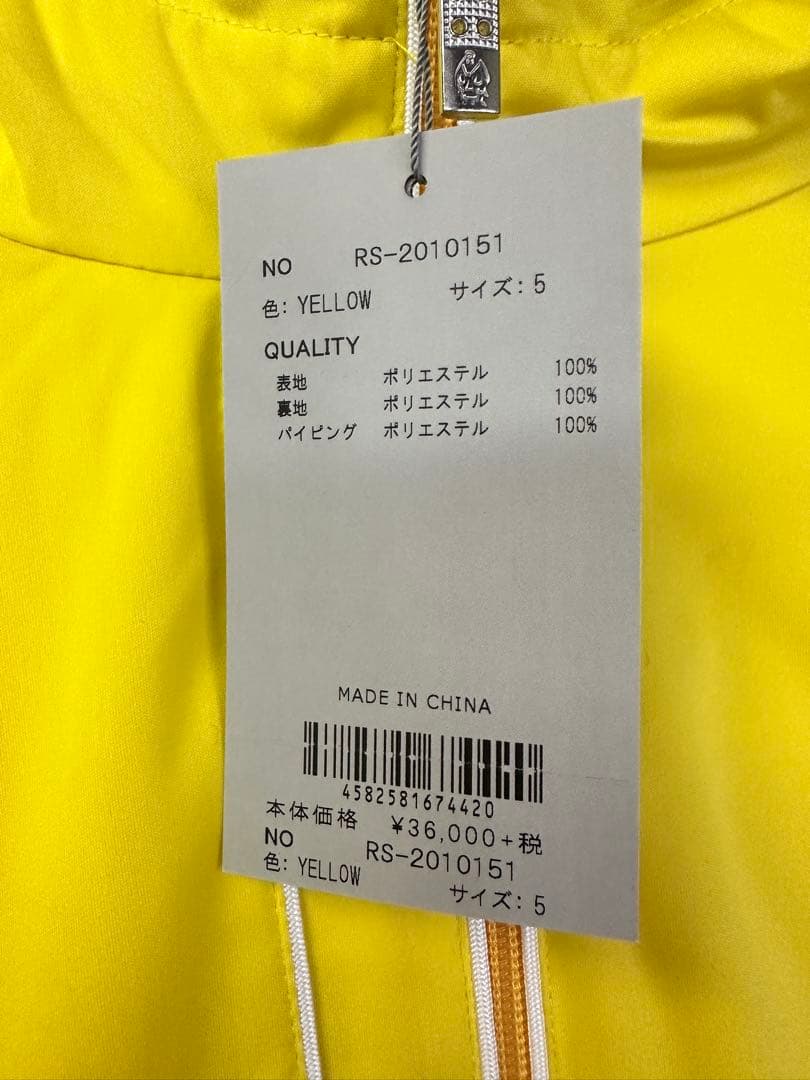 NO RS-2010151
色: YELLOW サイズ: 5
QUALITY
表地 ポリエステル 100%
裏地 ポリエステル 100%
パイピング ポリエステル 100%
MADE IN CHINA
4582581674420
本体価格 ¥36,000+税
NO RS-2010151
色: YELLOW サイズ: 5